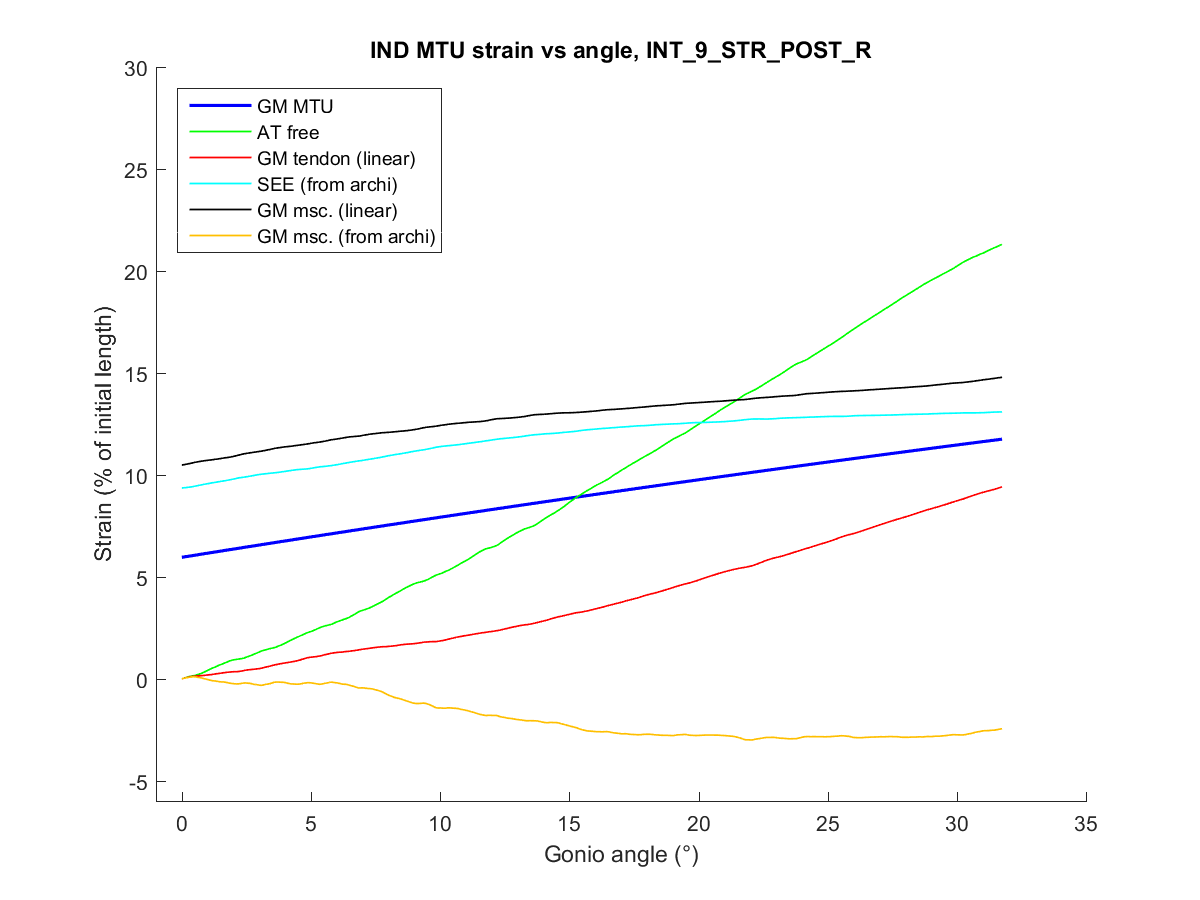 IND MTU strain vs angle, INT_9_STR_POST_R
30
25
20
15
10
5
0
-5
Strain (% of initial length)
GM MTU
AT free
GM tendon (linear)
SEE (from archi)
GM msc. (linear)
GM msc. (from archi)
0 5 10 15 20 25 30 35
Gonio angle (°)